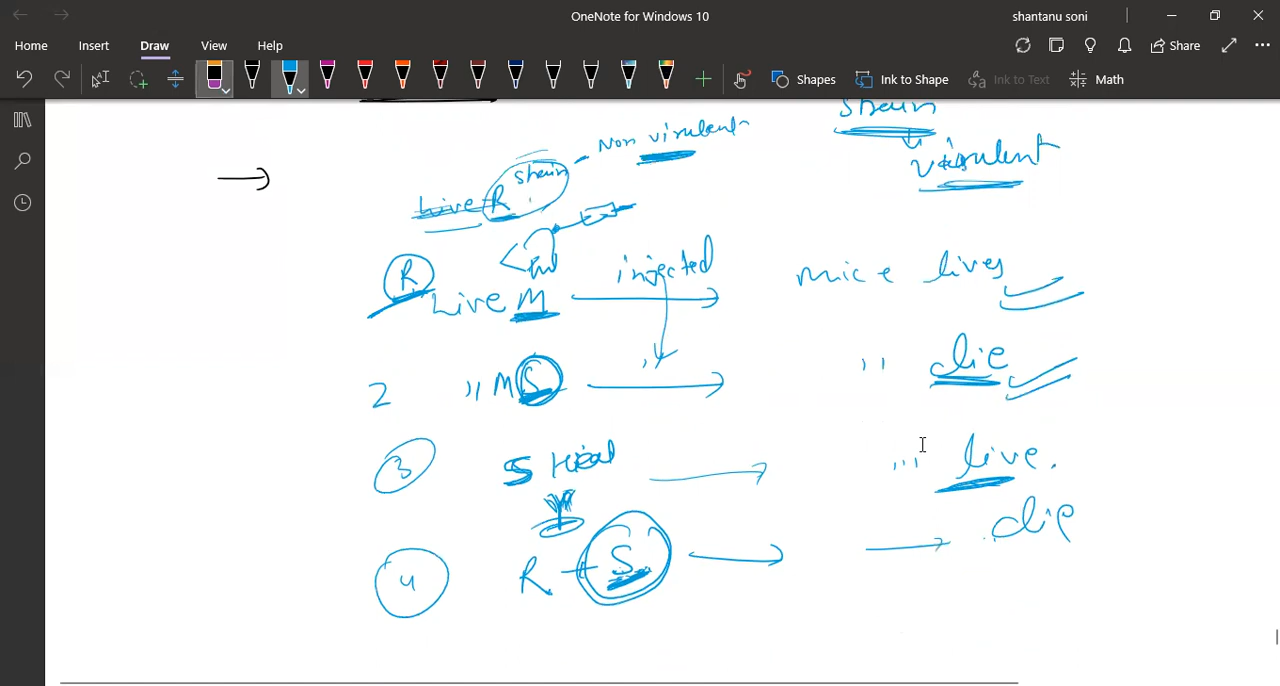 OneNote for Windows 10
shantanu soni
Home Insert Draw View Help
Share
Shapes Ink to Shape Ink to Text Math
strain
Non virulent
virulent
strain
Live R
R
injected
mice lives
Live M
2 ,, M S ,, ,, die
3 S Heat ,,, live.
die
4 R + S